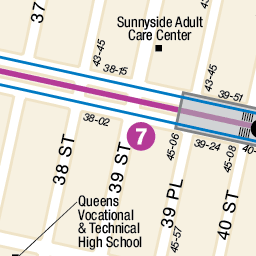 37
Sunnyside Adult
Care Center
43-45
38-15
43-45
39-51
38-02
7
45-06
39-24
45-08
40-
38 ST
39 ST
39 PL
40 ST
Queens
Vocational
& Technical
High School
45-57